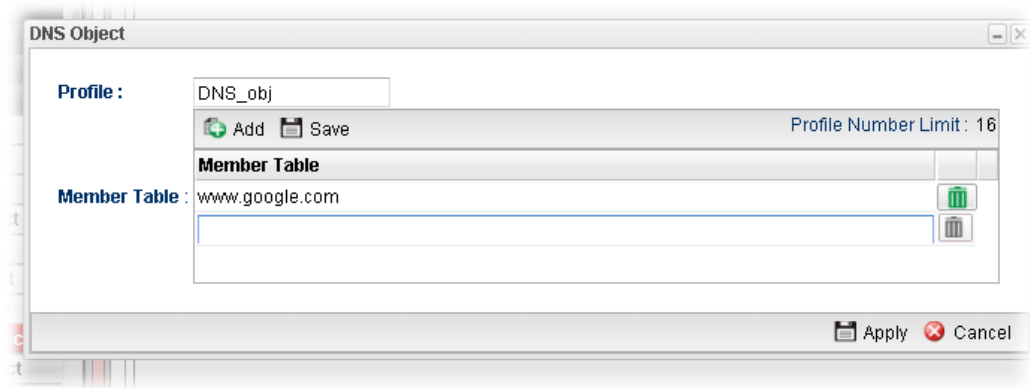 DNS Object
Profile : DNS_obj
Add Save Profile Number Limit : 16
Member Table
Member Table : www.google.com
Apply Cancel